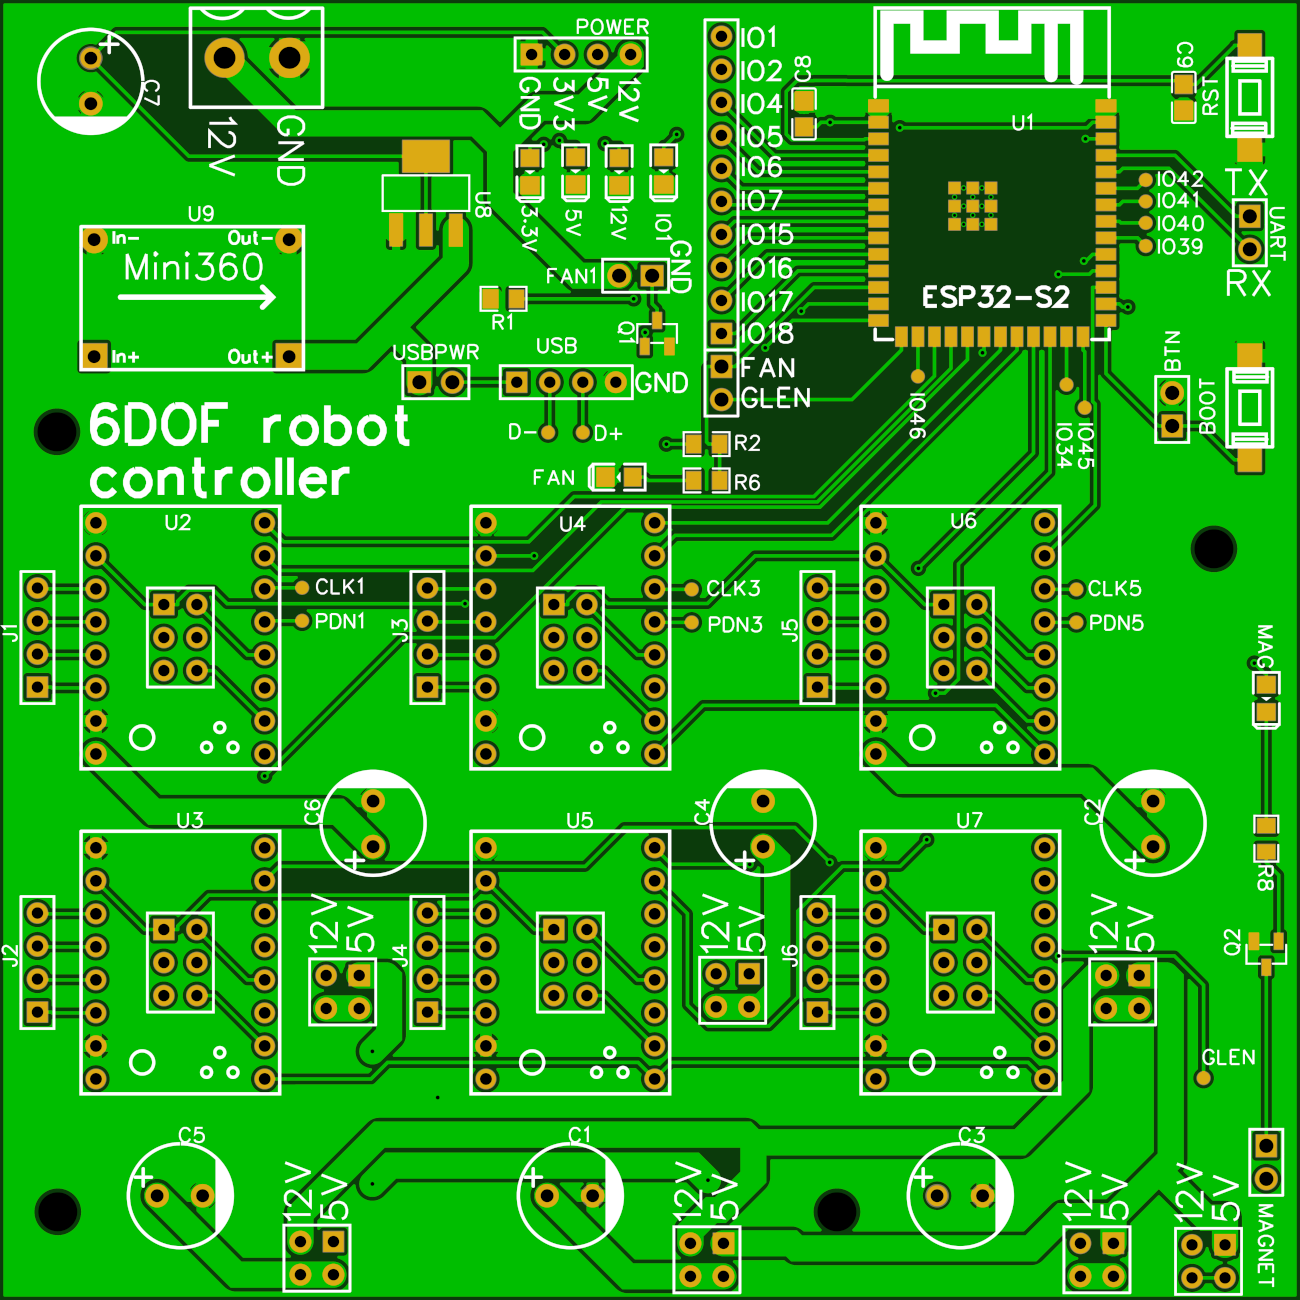 POWER
GND
3V3
5V
12V
IO1
IO2
IO4
IO5
IO6
IO7
IO15
IO16
IO17
IO18
FAN
GLEN
C7
12V
GND
C8
U1
ESP32-S2
C9
RST
TX
UART
RX
IO42
IO41
IO40
IO39
U8
3.3V
5V
12V
IO1
GND
FAN1
U9
In-
Out-
Mini360
In+
Out+
R1
Q1
USBPWR
USB
GND
D-
D+
BTN
BOOT
IO46
IO34
IO45
6DOF robot
controller
R2
R6
FAN
U2
U4
U6
CLK1
PDN1
CLK3
PDN3
CLK5
PDN5
J1
J3
J5
MAG
C6
C4
C2
U3
U5
U7
R8
12V
5V
12V
5V
12V
5V
J2
J4
J6
Q2
GLEN
C5
C1
C3
12V
5V
12V
5V
12V
5V
12V
5V
MAGNET